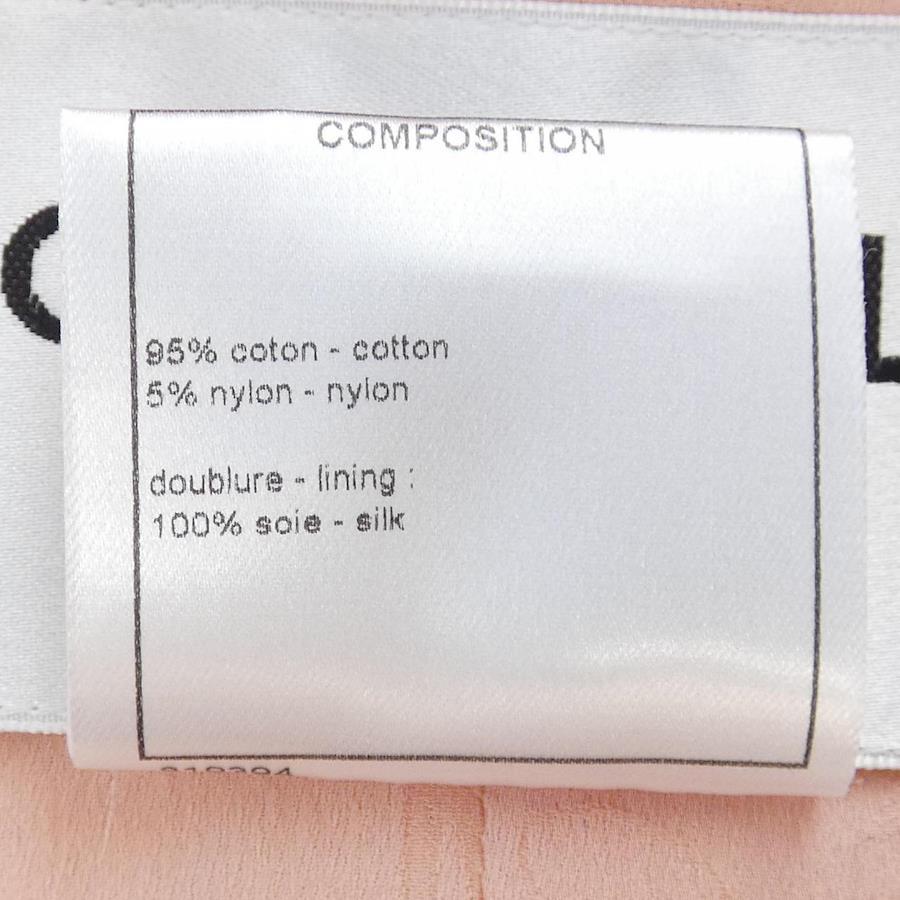 COMPOSITION
95% coton - cotton
5% nylon - nylon
doublure - lining :
100% soie - silk